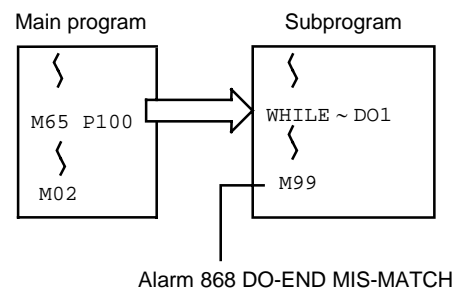 Main program
Subprogram
M65 P100
WHILE ~ DO1
M02
M99
Alarm 868 DO-END MIS-MATCH